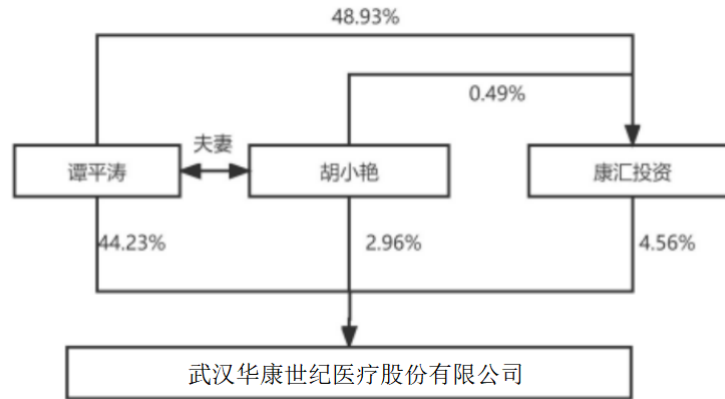 48.93%
0.49%
夫妻
谭平涛
胡小艳
康汇投资
44.23%
2.96%
4.56%
武汉华康世纪医疗股份有限公司